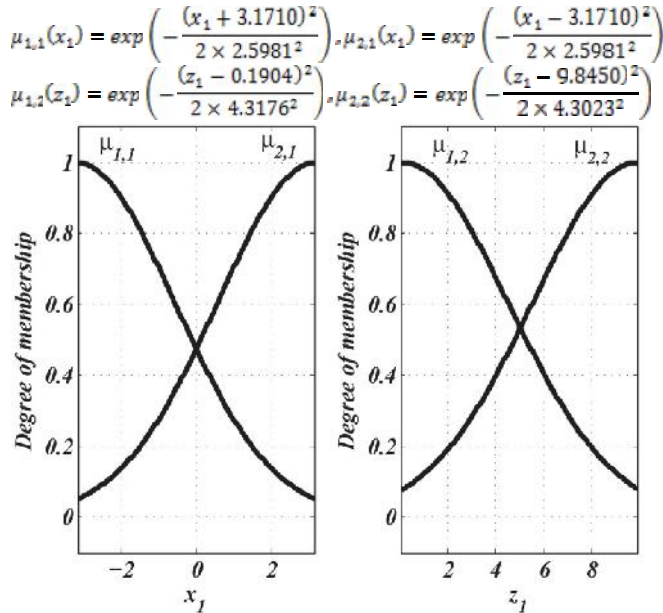 μ₁,₁(x₁) = exp(−(x₁ + 3.1710)² / 2 × 2.5981²) , μ₂,₁(x₁) = exp(−(x₁ − 3.1710)² / 2 × 2.5981²)
μ₁,₂(z₁) = exp(−(z₁ − 0.1904)² / 2 × 4.3176²) , μ₂,₂(z₁) = exp(−(z₁ − 9.8450)² / 2 × 4.3023²)
μ₁,₁ μ₂,₁
1
0.8
0.6
0.4
0.2
0
Degree of membership
−2 0 2
x₁
μ₁,₂ μ₂,₂
1
0.8
0.6
0.4
0.2
0
Degree of membership
2 4 6 8
z₁